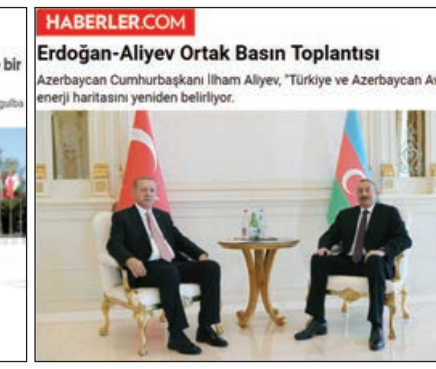 bir
HABERLER.COM
Erdoğan-Aliyev Ortak Basın Toplantısı
Azerbaycan Cumhurbaşkanı İlham Aliyev, "Türkiye ve Azerbaycan Av
enerji haritasını yeniden belirliyor.